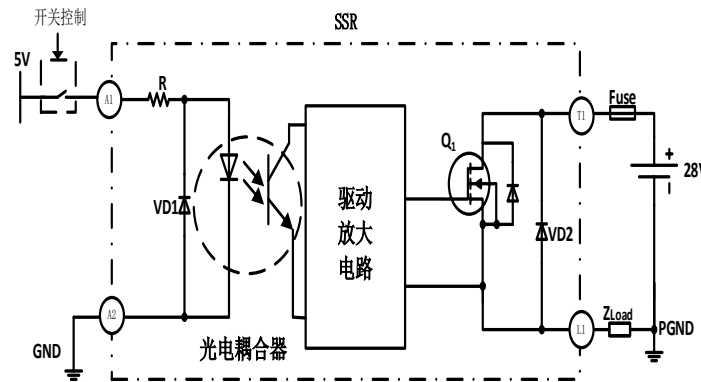 开关控制
SSR
5V
A1
R
T1
Fuse
Q1
28V
VD1
驱动
放大
电路
VD2
A2
L1
ZLoad
PGND
GND
光电耦合器